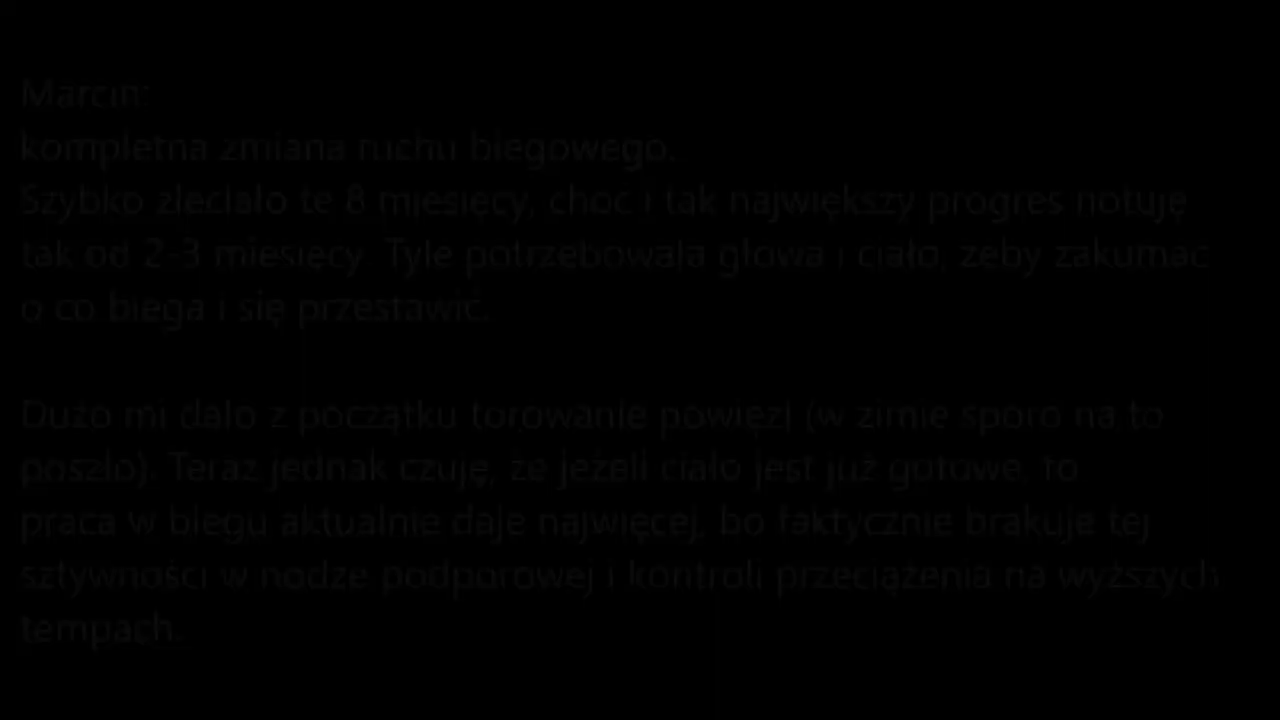 Marcin:
kompletna zmiana ruchu biegowego.
Szybko zleciało te 8 miesięcy, choć i tak największy progres notuję
tak od 2-3 miesięcy. Tyle potrzebowała głowa i ciało, żeby zakumać
o co biega i się przestawić.
Dużo mi dało z początku torowanie powięzi (w zimie sporo na to
poszło). Teraz jednak czuję, że jeżeli ciało jest już gotowe, to
praca w biegu aktualnie daje najwięcej, bo faktycznie brakuje tej
sztywności w nodze podporowej i kontroli przeciążenia na wyższych
tempach.